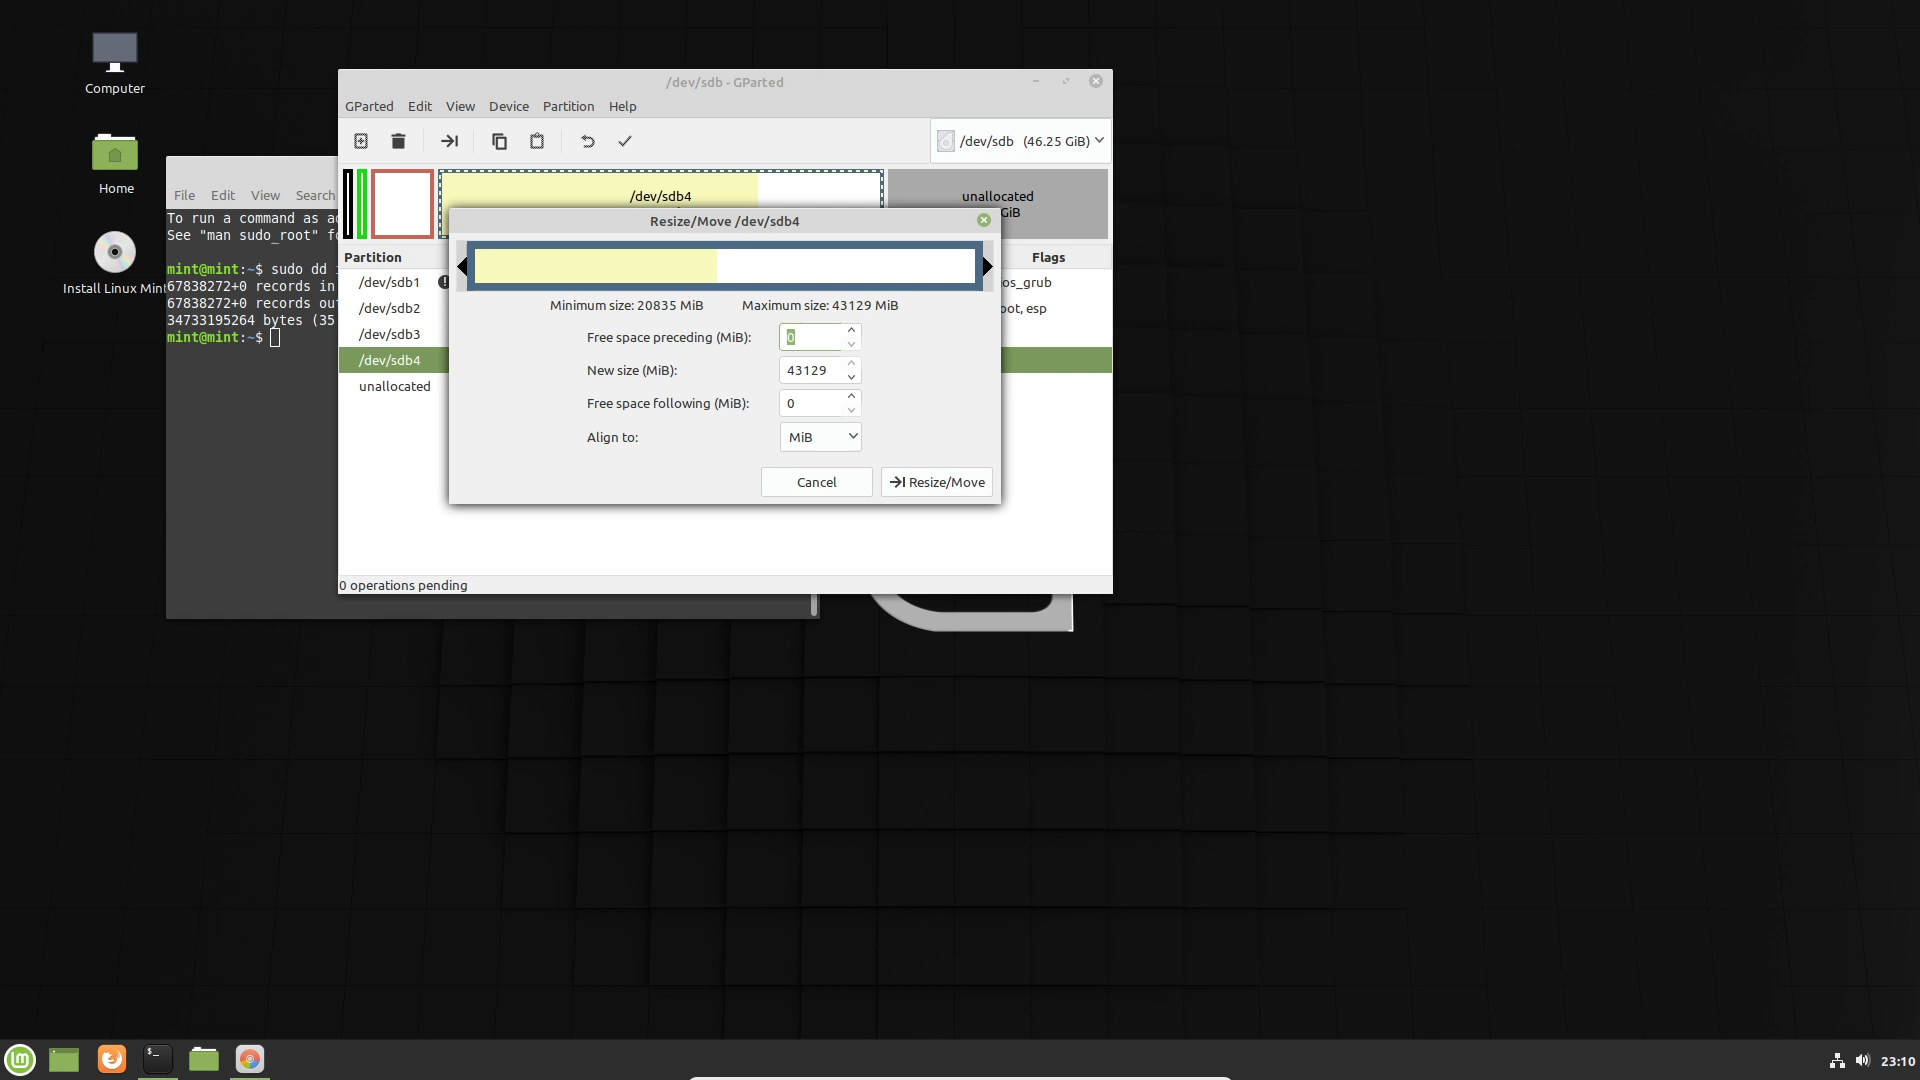 Computer
Home
Install Linux Mint
File Edit View Search
To run a command as ad
See "man sudo_root" fo
mint@mint:~$ sudo dd
67838272+0 records in
67838272+0 records ou
34733195264 bytes (35
mint@mint:~$
/dev/sdb - GParted
GParted Edit View Device Partition Help
/dev/sdb (46.25 GiB)
/dev/sdb4
unallocated
GiB
Partition
Flags
/dev/sdb1
os_grub
/dev/sdb2
oot, esp
/dev/sdb3
/dev/sdb4
unallocated
Resize/Move /dev/sdb4
Minimum size: 20835 MiB Maximum size: 43129 MiB
Free space preceding (MiB): 0
New size (MiB): 43129
Free space following (MiB): 0
Align to: MiB
Cancel Resize/Move
0 operations pending
lm
$_
23:10